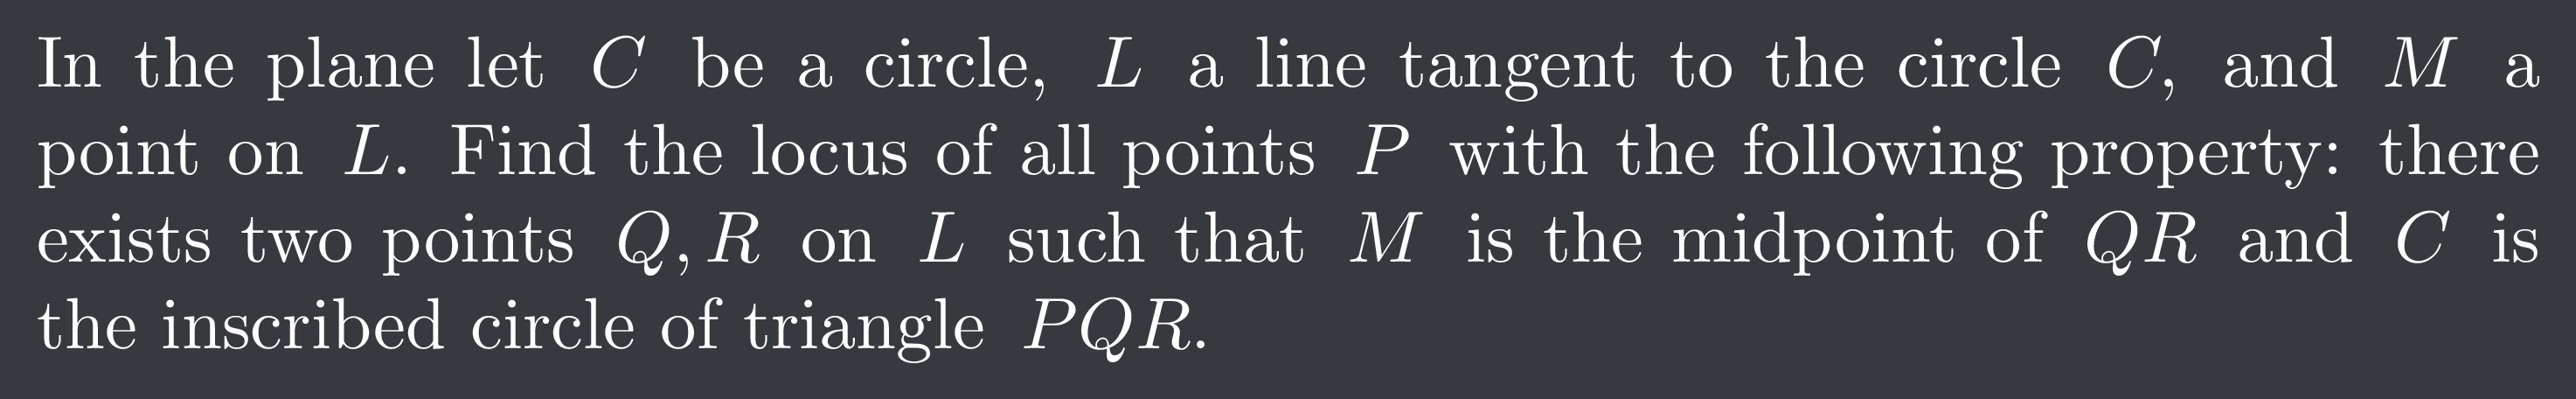 In the plane let C be a circle, L a line tangent to the circle C, and M a
point on L. Find the locus of all points P with the following property: there
exists two points Q, R on L such that M is the midpoint of QR and C is
the inscribed circle of triangle PQR.